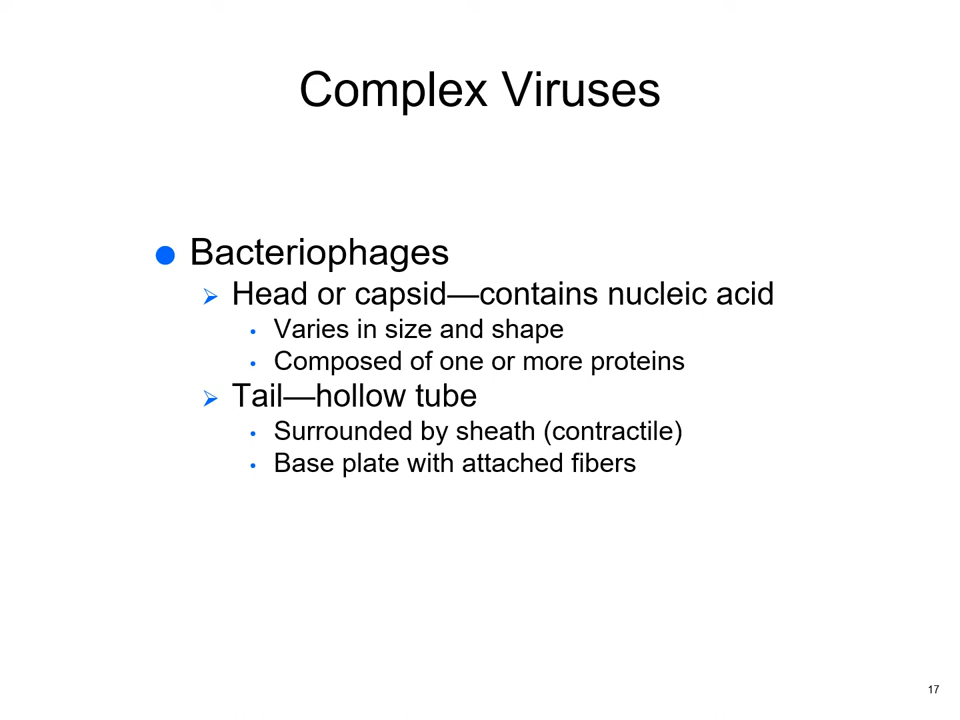 Complex Viruses
● Bacteriophages
➢ Head or capsid—contains nucleic acid
• Varies in size and shape
• Composed of one or more proteins
➢ Tail—hollow tube
• Surrounded by sheath (contractile)
• Base plate with attached fibers
17